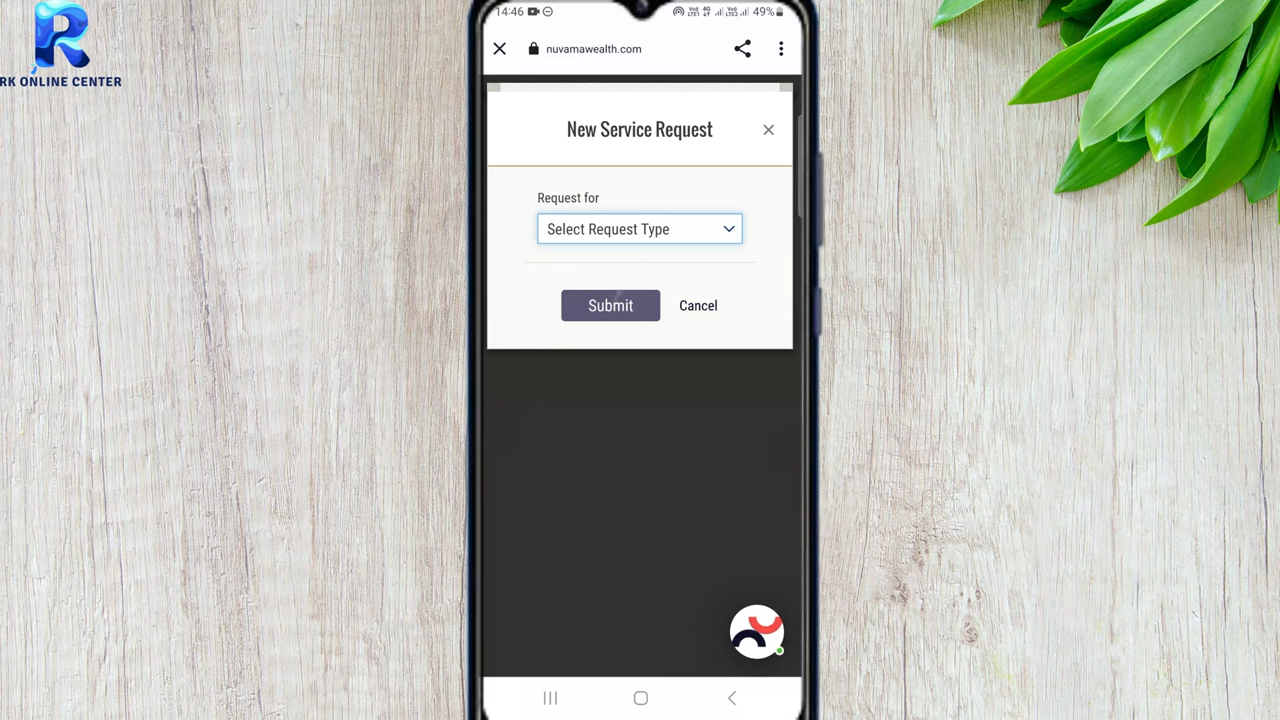 RK ONLINE CENTER
14:46
49%
nuvamawealth.com
New Service Request
Request for
Select Request Type
Submit
Cancel